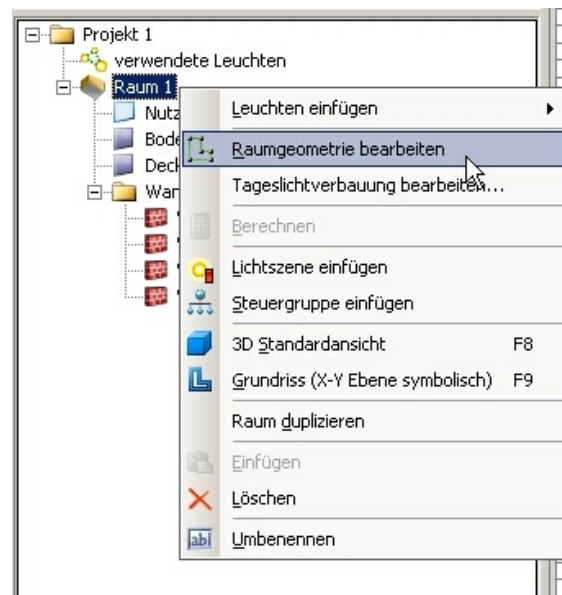 Projekt 1
verwendete Leuchten
Raum 1
Leuchten einfügen
Raumgeometrie bearbeiten
Tageslichtverbauung bearbeiten...
Berechnen
Lichtszene einfügen
Steuergruppe einfügen
3D Standardansicht F8
Grundriss (X-Y Ebene symbolisch) F9
Raum duplizieren
Einfügen
Löschen
Umbenennen